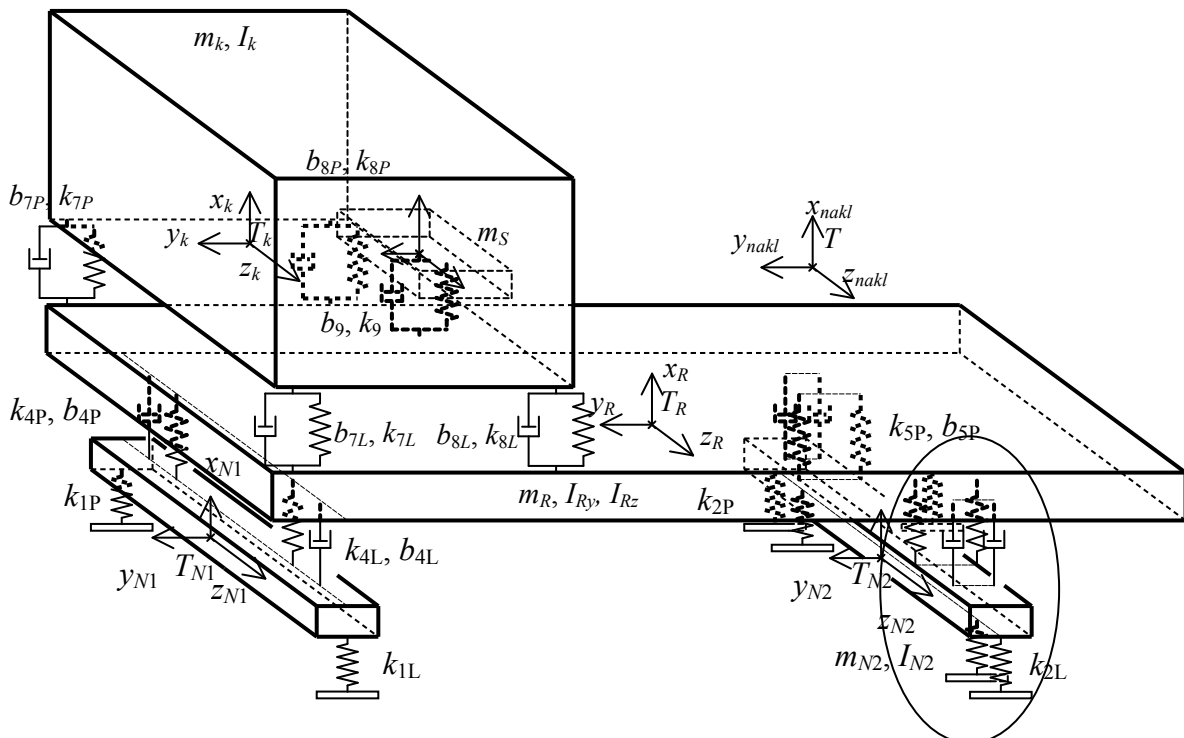 m_k, I_k
b_8P, k_8P
b_7P, k_7P
x_k
y_k
T_k
z_k
m_S
x_nakl
y_nakl
T
z_nakl
b_9, k_9
x_R
y_R
T_R
z_R
k_4P, b_4P
b_7L, k_7L
b_8L, k_8L
k_5P, b_5P
x_N1
k_1P
m_R, I_Ry, I_Rz
k_2P
k_4L, b_4L
y_N1
T_N1
z_N1
y_N2
T_N2
z_N2
m_N2, I_N2
k_1L
k_2L